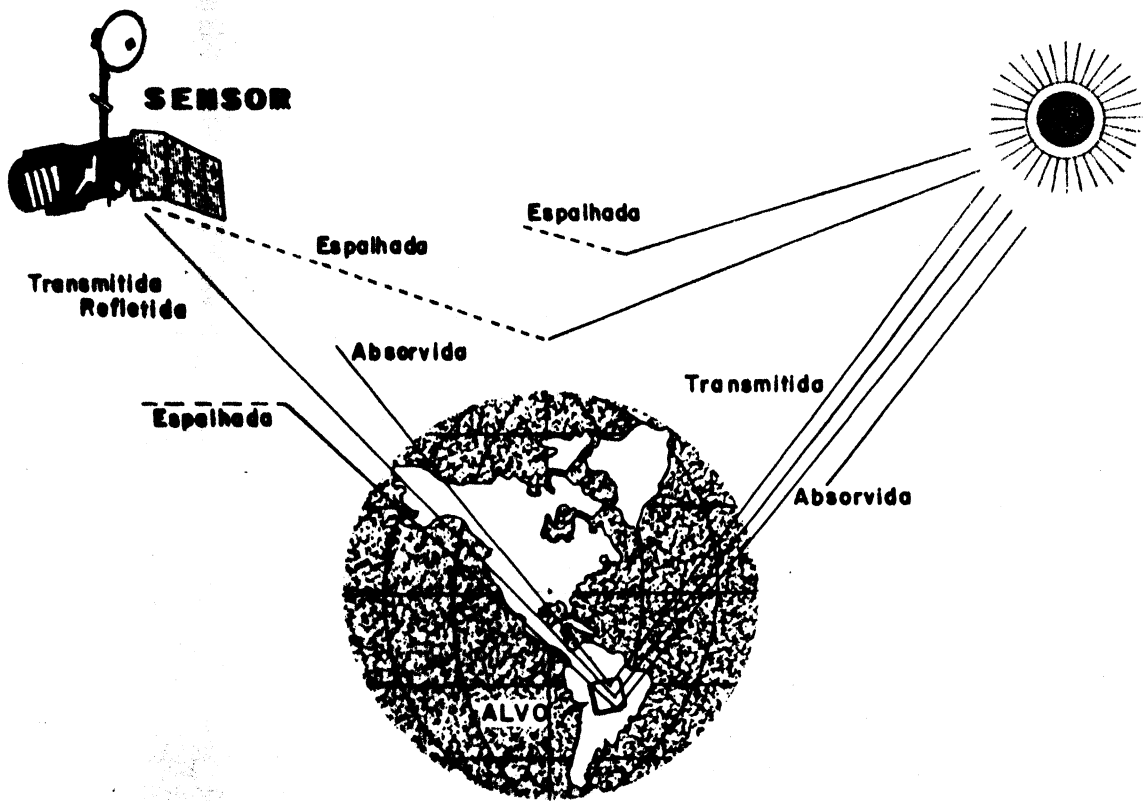 SENSOR
Espalhada
Espalhada
Transmitida
Refletida
Absorvida
Transmitida
Espalhada
Absorvida
ALVO